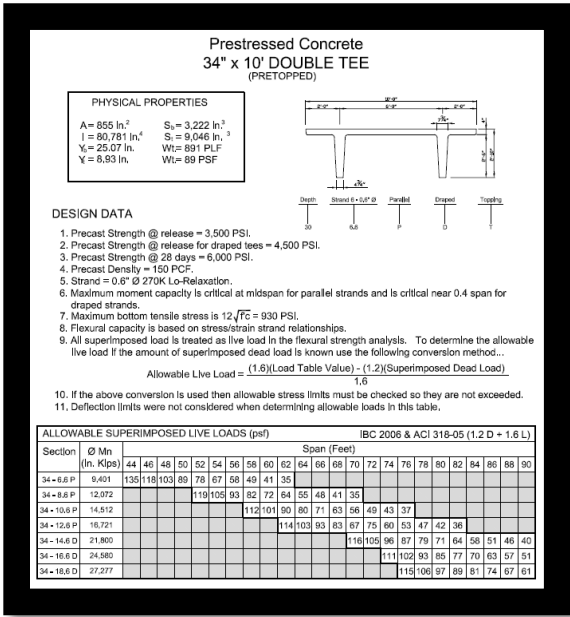 Prestressed Concrete
34" x 10' DOUBLE TEE
(PRETOPPED)
PHYSICAL PROPERTIES
A= 855 In.²
I = 80,781 In.⁴
Yb= 25.07 In.
Yt= 8,93 In,
Sb= 3,222 In.³
St= 9,046 In, ³
Wt.= 891 PLF
Wt.= 89 PSF
Depth Strand 6 • 0,6" Ø Parallel Draped Topping
30 6.8 P D T
DESIGN DATA
1. Precast Strength @ release = 3,500 PSI.
2. Precast Strength @ release for draped tees = 4,500 PSI.
3. Precast Strength @ 28 days = 6,000 PSI.
4. Precast Density = 150 PCF.
5. Strand = 0.6" Ø 270K Lo-Relaxation.
6. Maximum moment capacity is critical at midspan for parallel strands and is critical near 0.4 span for
draped strands.
7. Maximum bottom tensile stress is 12√f'c = 930 PSI.
8. Flexural capacity is based on stress/strain strand relationships.
9. All superimposed load is treated as live load in the flexural strength analysis. To determine the allowable
live load if the amount of superimposed dead load is known use the following conversion method...
Allowable Live Load = (1.6)(Load Table Value) - (1.2)(Superimposed Dead Load)
1,6
10. If the above conversion is used then allowable stress limits must be checked so they are not exceeded.
11, Deflection limits were not considered when determining allowable loads in this table,
ALLOWABLE SUPERIMPOSED LIVE LOADS (psf) IBC 2006 & ACI 318-05 (1.2 D + 1.6 L)
Section Ø Mn Span (Feet)
(In. Kips) 44 46 48 50 52 54 56 58 60 62 64 66 68 70 72 74 76 78 80 82 84 86 88 90
34 - 6.6 P 9,401 135 118 103 89 78 67 58 49 41 35
34 - 8.6 P 12,072 119 105 93 82 72 64 55 48 41 35
34 - 10.6 P 14,512 112 101 90 80 71 63 56 49 43 37
34 - 12.6 P 16,721 114 103 93 83 67 75 60 53 47 42 36
34 - 14.6 D 21,800 116 105 96 87 79 71 64 58 51 46 40
34 - 16.6 D 24,580 111 102 93 85 77 70 63 57 51
34 - 18,6 D 27,277 115 106 97 89 81 74 67 61